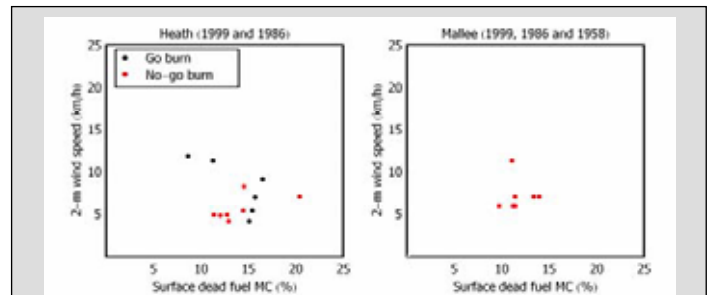 Heath (1999 and 1986)
25
20
15
10
5
2-m wind speed (km/h)
Go burn
No-go burn
5
10
15
20
25
Surface dead fuel MC (%)
Mallee (1999, 1986 and 1958)
25
20
15
10
5
2-m wind speed (km/h)
5
10
15
20
25
Surface dead fuel MC (%)